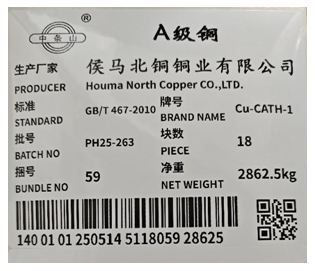 中条山
A级铜
生产厂家 侯马北铜铜业有限公司
PRODUCER Houma North Copper CO.,LTD.
标准 GB/T 467-2010 牌号 Cu-CATH-1
STANDARD BRAND NAME
批号 PH25-263 块数 18
BATCH NO PIECE
捆号 59 净重 2862.5kg
BUNDLE NO NET WEIGHT
140 01 01 250514 5118059 28625